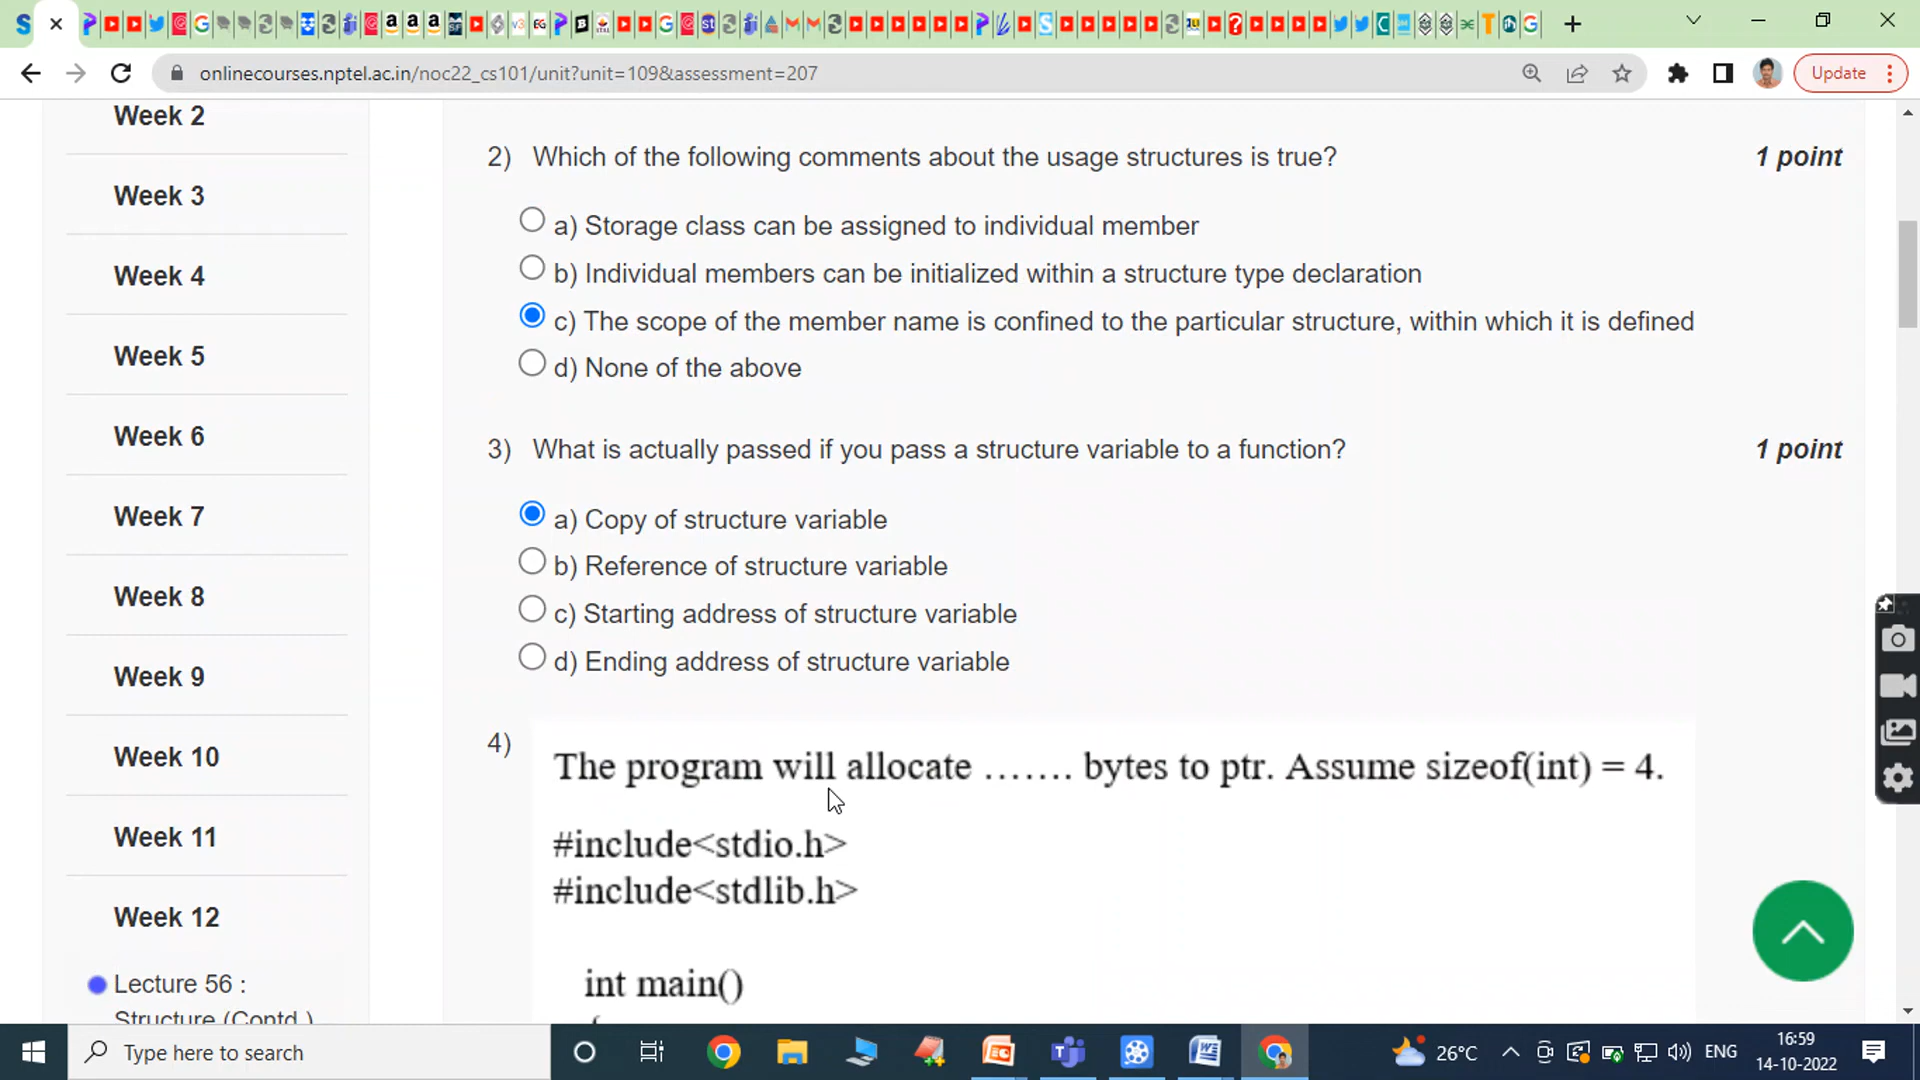 onlinecourses.nptel.ac.in/noc22_cs101/unit?unit=109&assessment=207
Update
Week 2
Week 3
Week 4
Week 5
Week 6
Week 7
Week 8
Week 9
Week 10
Week 11
Week 12
Lecture 56 :
Structure (Contd.)
2) Which of the following comments about the usage structures is true? 1 point
a) Storage class can be assigned to individual member
b) Individual members can be initialized within a structure type declaration
c) The scope of the member name is confined to the particular structure, within which it is defined
d) None of the above
3) What is actually passed if you pass a structure variable to a function? 1 point
a) Copy of structure variable
b) Reference of structure variable
c) Starting address of structure variable
d) Ending address of structure variable
4) The program will allocate ....... bytes to ptr. Assume sizeof(int) = 4.
#include<stdio.h>
#include<stdlib.h>
int main()
{
Type here to search
26°C
ENG
16:59
14-10-2022